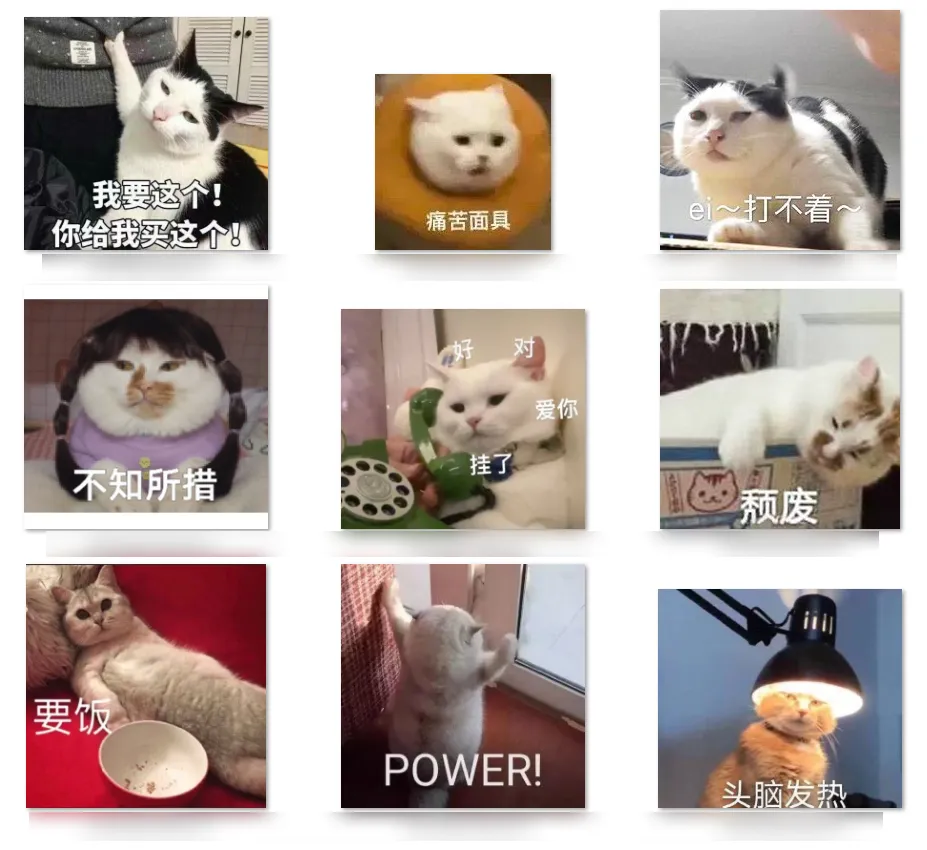 我要这个！
你给我买这个！
痛苦面具
ei～打不着～
不知所措
好 对
爱你
挂了
颓废
要饭
POWER!
头脑发热